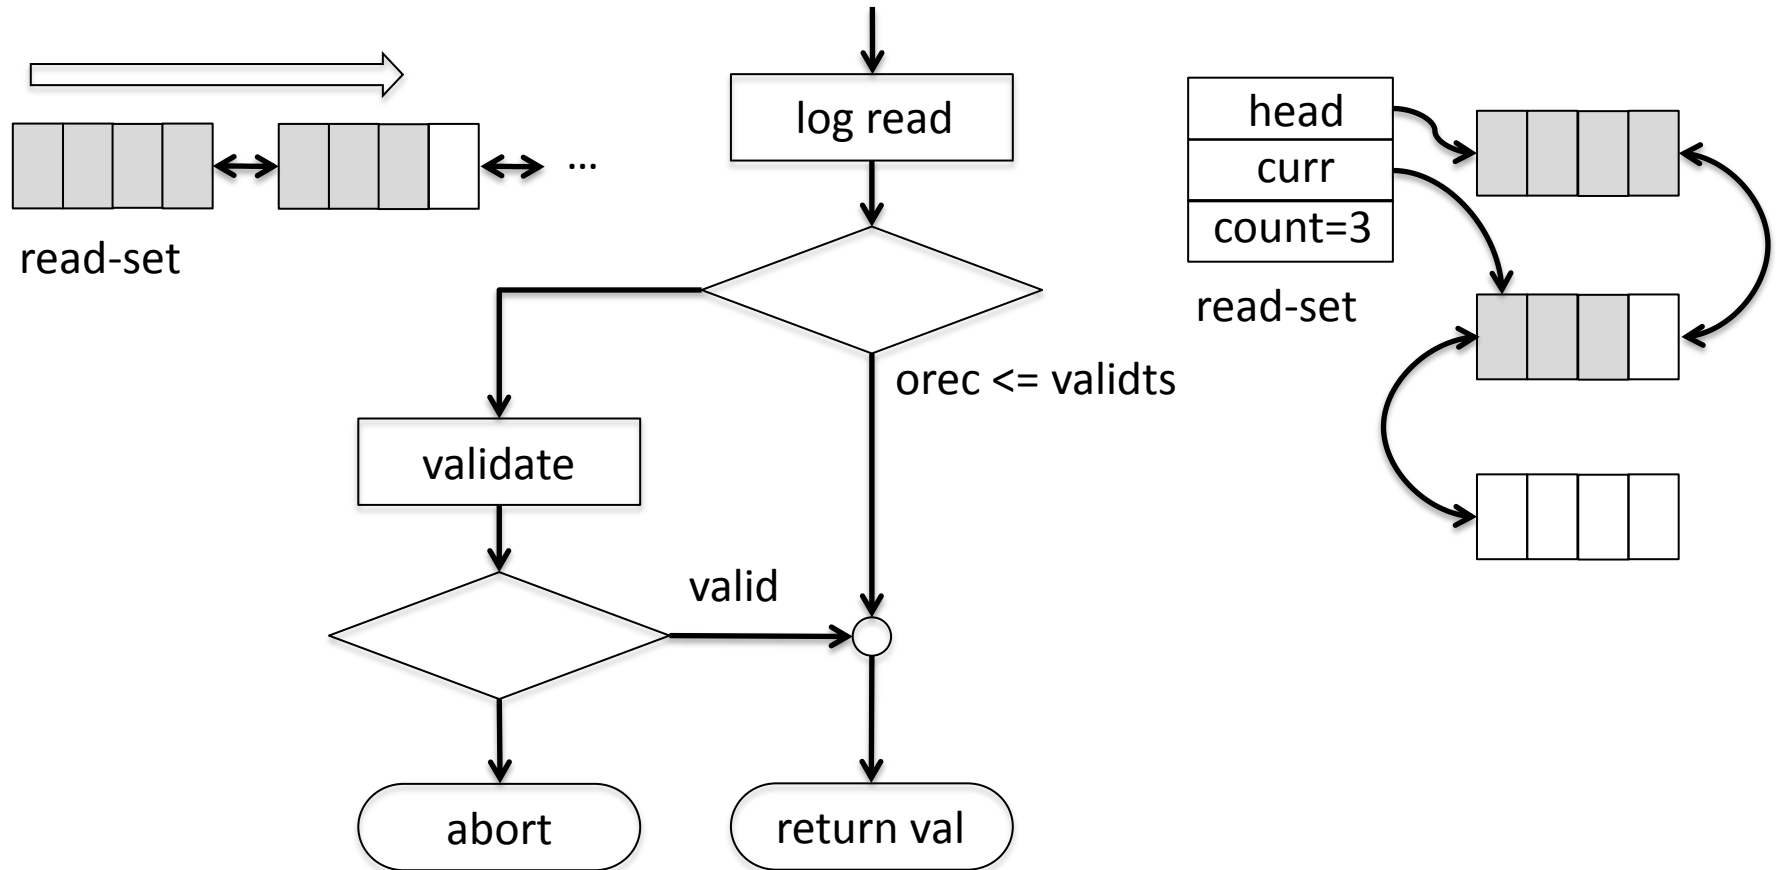 ...
read-set
log read
orec <= validts
validate
valid
abort
return val
head
curr
count=3
read-set